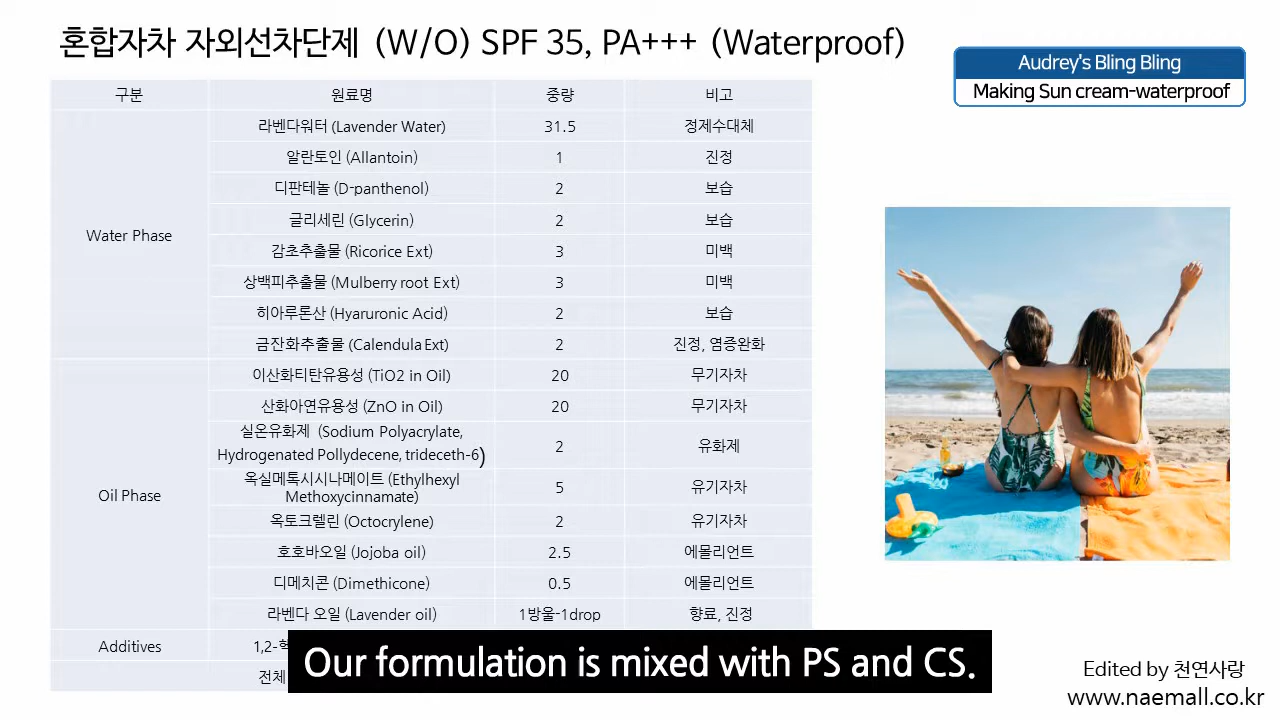 혼합자차 자외선차단제 (W/O) SPF 35, PA+++ (Waterproof)
Audrey's Bling Bling
Making Sun cream-waterproof
구분 원료명 중량 비고
Water Phase
라벤다워터 (Lavender Water) 31.5 정제수대체
알란토인 (Allantoin) 1 진정
디판테놀 (D-panthenol) 2 보습
글리세린 (Glycerin) 2 보습
감초추출물 (Ricorice Ext) 3 미백
상백피추출물 (Mulberry root Ext) 3 미백
히아루론산 (Hyaruronic Acid) 2 보습
금잔화추출물 (Calendula Ext) 2 진정, 염증완화
Oil Phase
이산화티탄유용성 (TiO2 in Oil) 20 무기자차
산화아연유용성 (ZnO in Oil) 20 무기자차
실온유화제 (Sodium Polyacrylate,
Hydrogenated Pollydecene, trideceth-6) 2 유화제
옥실메톡시시나메이트 (Ethylhexyl
Methoxycinnamate) 5 유기자차
옥토크렐린 (Octocrylene) 2 유기자차
호호바오일 (Jojoba oil) 2.5 에몰리언트
디메치콘 (Dimethicone) 0.5 에몰리언트
라벤다 오일 (Lavender oil) 1방울-1drop 향료, 진정
Additives 1,2-헥
전체
Our formulation is mixed with PS and CS.
Edited by 천연사랑
www.naemall.co.kr